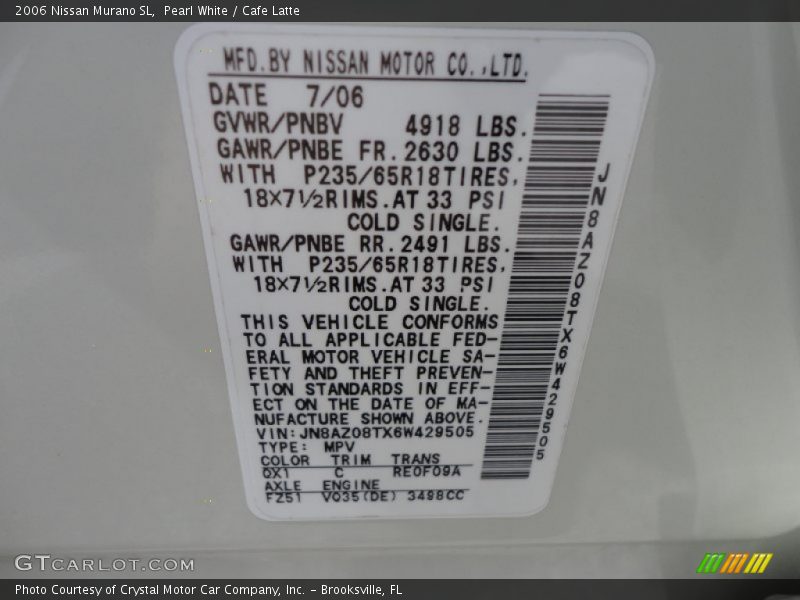 2006 Nissan Murano SL, Pearl White / Cafe Latte
MFD.BY NISSAN MOTOR CO.,LTD.
DATE 7/06
GVWR/PNBV 4918 LBS.
GAWR/PNBE FR.2630 LBS.
WITH P235/65R18TIRES,
18×7½RIMS.AT 33 PSI
COLD SINGLE.
GAWR/PNBE RR.2491 LBS.
WITH P235/65R18TIRES,
18×7½RIMS.AT 33 PSI
COLD SINGLE.
THIS VEHICLE CONFORMS
TO ALL APPLICABLE FED-
ERAL MOTOR VEHICLE SA-
FETY AND THEFT PREVEN-
TION STANDARDS IN EFF-
ECT ON THE DATE OF MA-
NUFACTURE SHOWN ABOVE.
VIN:JN8AZ08TX6W429505
TYPE: MPV
COLOR TRIM TRANS
QX1 C RE0F09A
AXLE ENGINE
FZ51 VQ35(DE) 3498CC
JN8AZ08TX6W429505
GTCARLOT.COM
Photo Courtesy of Crystal Motor Car Company, Inc. – Brooksville, FL